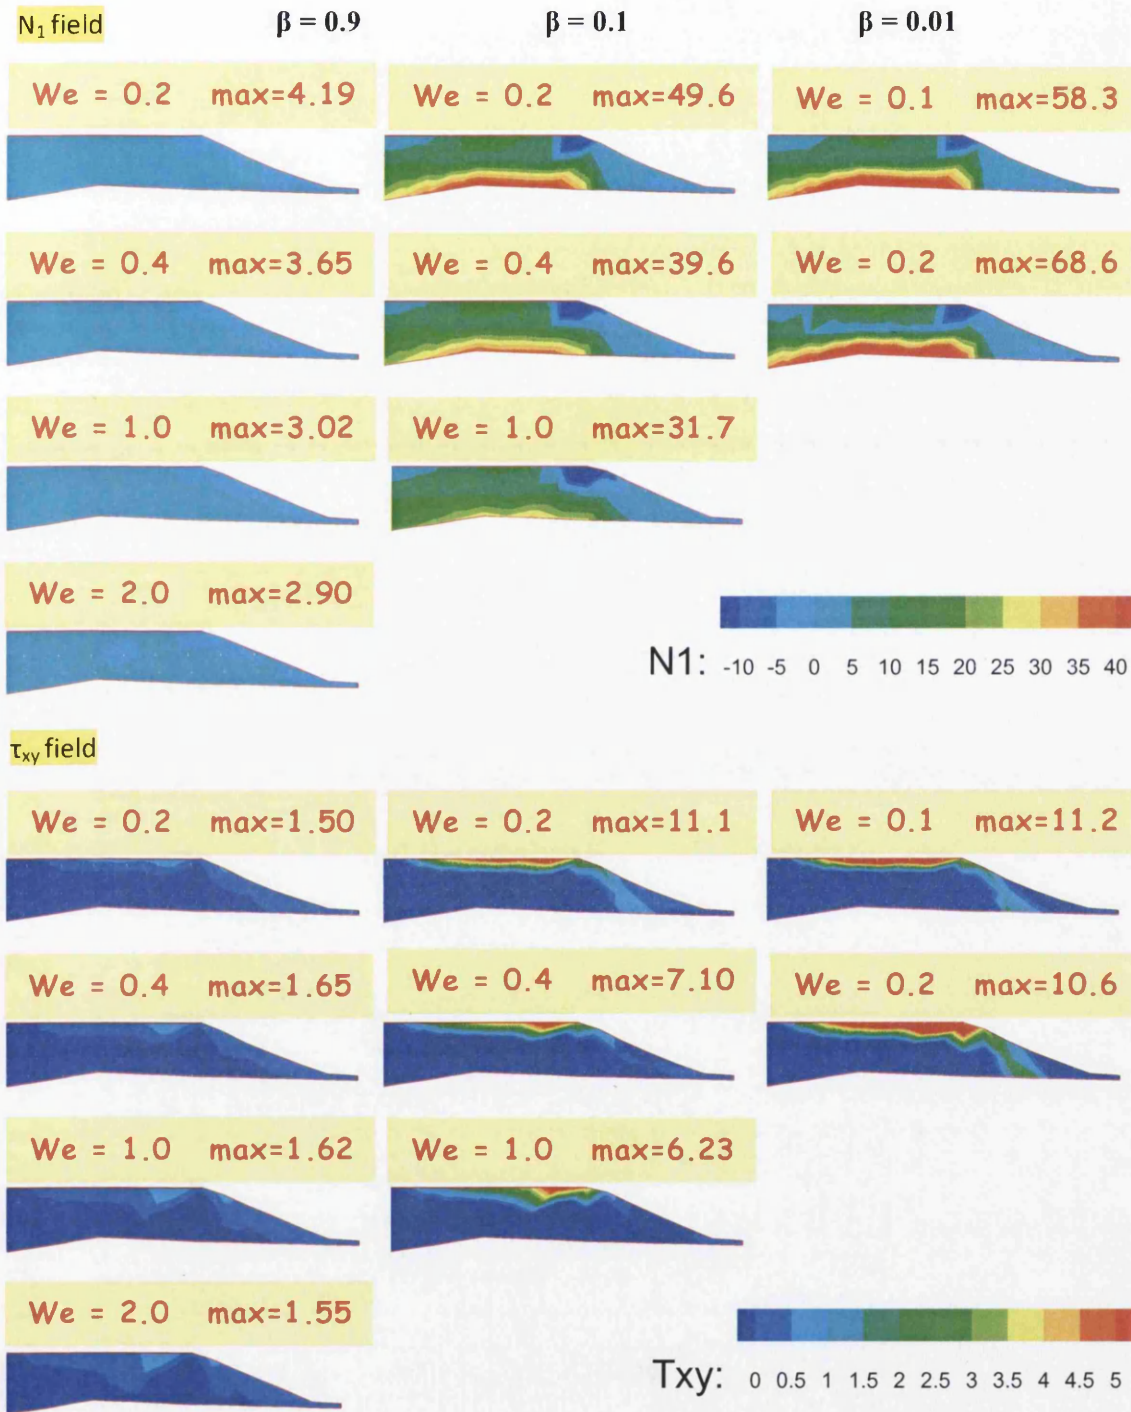 N₁ field β = 0.9 β = 0.1 β = 0.01
We = 0.2 max=4.19 We = 0.2 max=49.6 We = 0.1 max=58.3
We = 0.4 max=3.65 We = 0.4 max=39.6 We = 0.2 max=68.6
We = 1.0 max=3.02 We = 1.0 max=31.7
We = 2.0 max=2.90
N1: -10 -5 0 5 10 15 20 25 30 35 40
τxy field
We = 0.2 max=1.50 We = 0.2 max=11.1 We = 0.1 max=11.2
We = 0.4 max=1.65 We = 0.4 max=7.10 We = 0.2 max=10.6
We = 1.0 max=1.62 We = 1.0 max=6.23
We = 2.0 max=1.55
Txy: 0 0.5 1 1.5 2 2.5 3 3.5 4 4.5 5